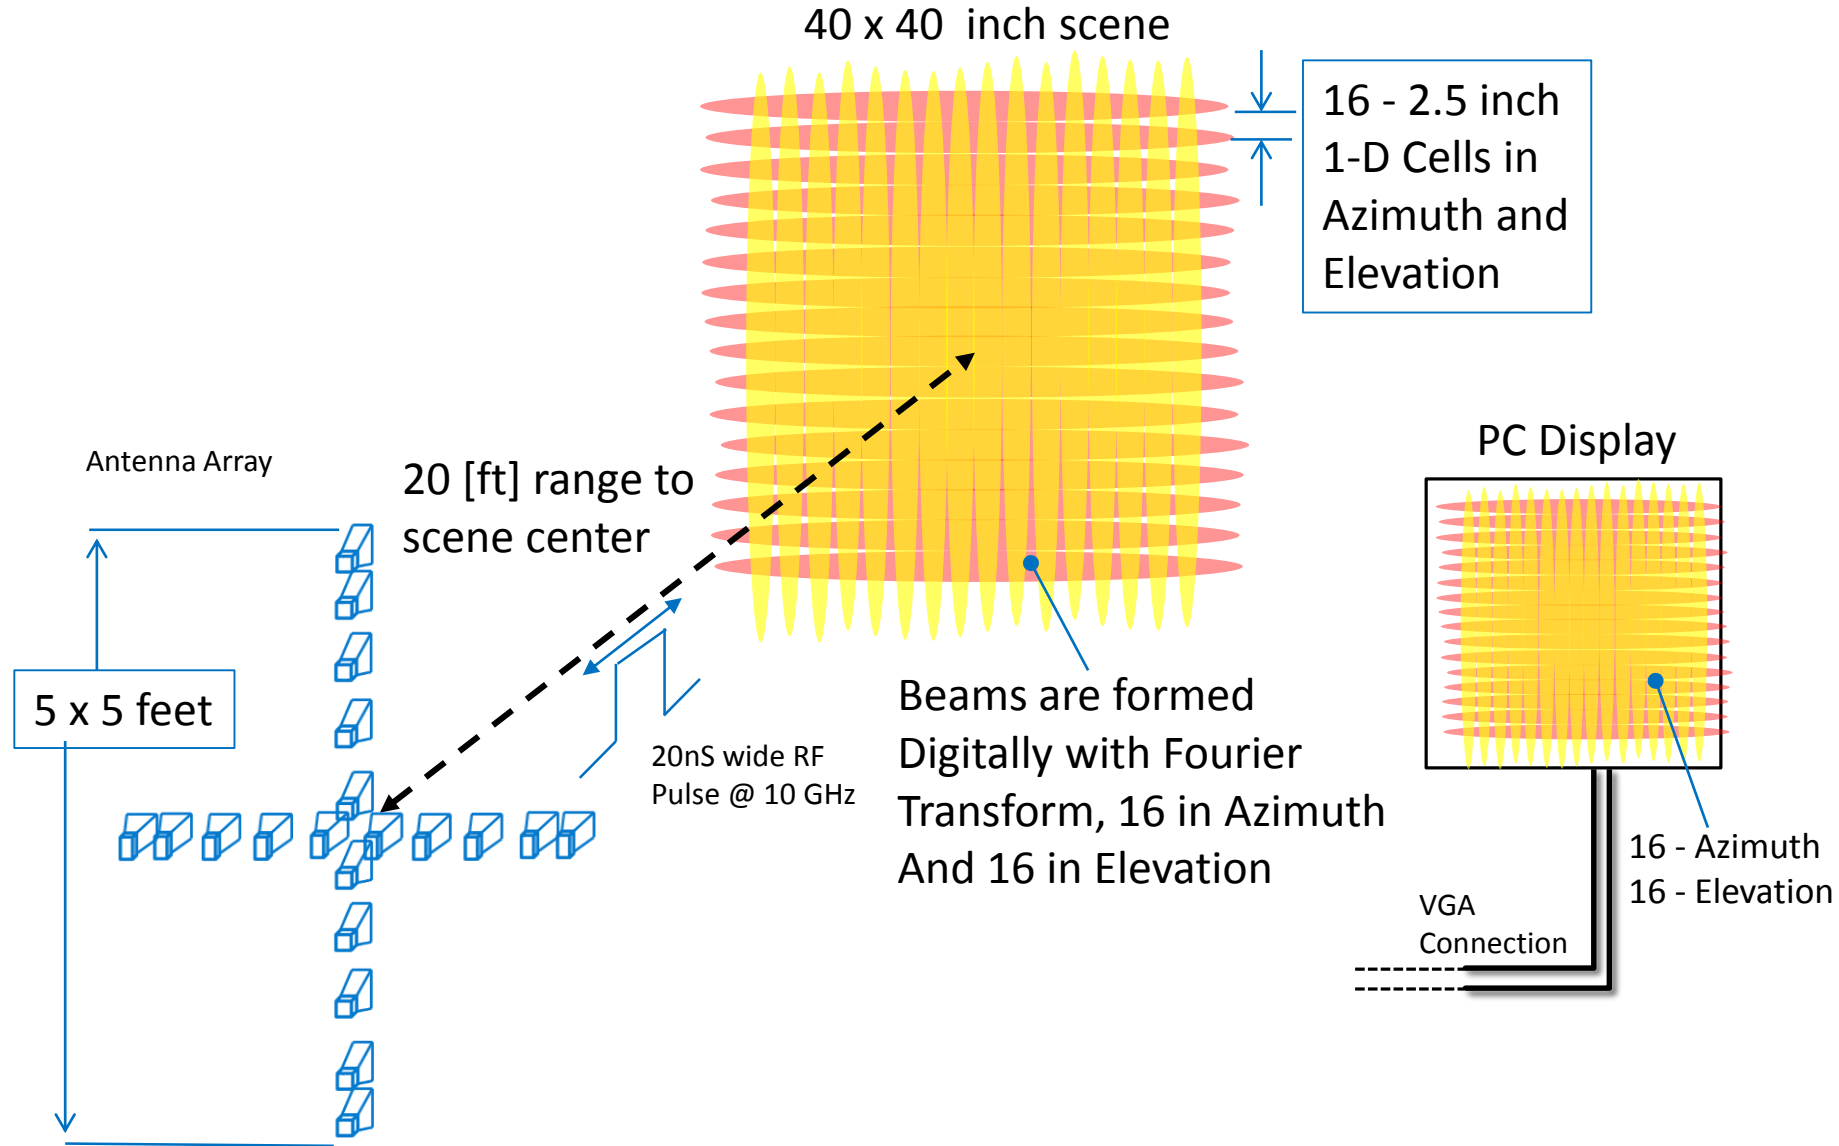 40 x 40 inch scene
16 - 2.5 inch
1-D Cells in
Azimuth and
Elevation
Antenna Array
20 [ft] range to
scene center
5 x 5 feet
20nS wide RF
Pulse @ 10 GHz
Beams are formed
Digitally with Fourier
Transform, 16 in Azimuth
And 16 in Elevation
PC Display
16 - Azimuth
16 - Elevation
VGA
Connection